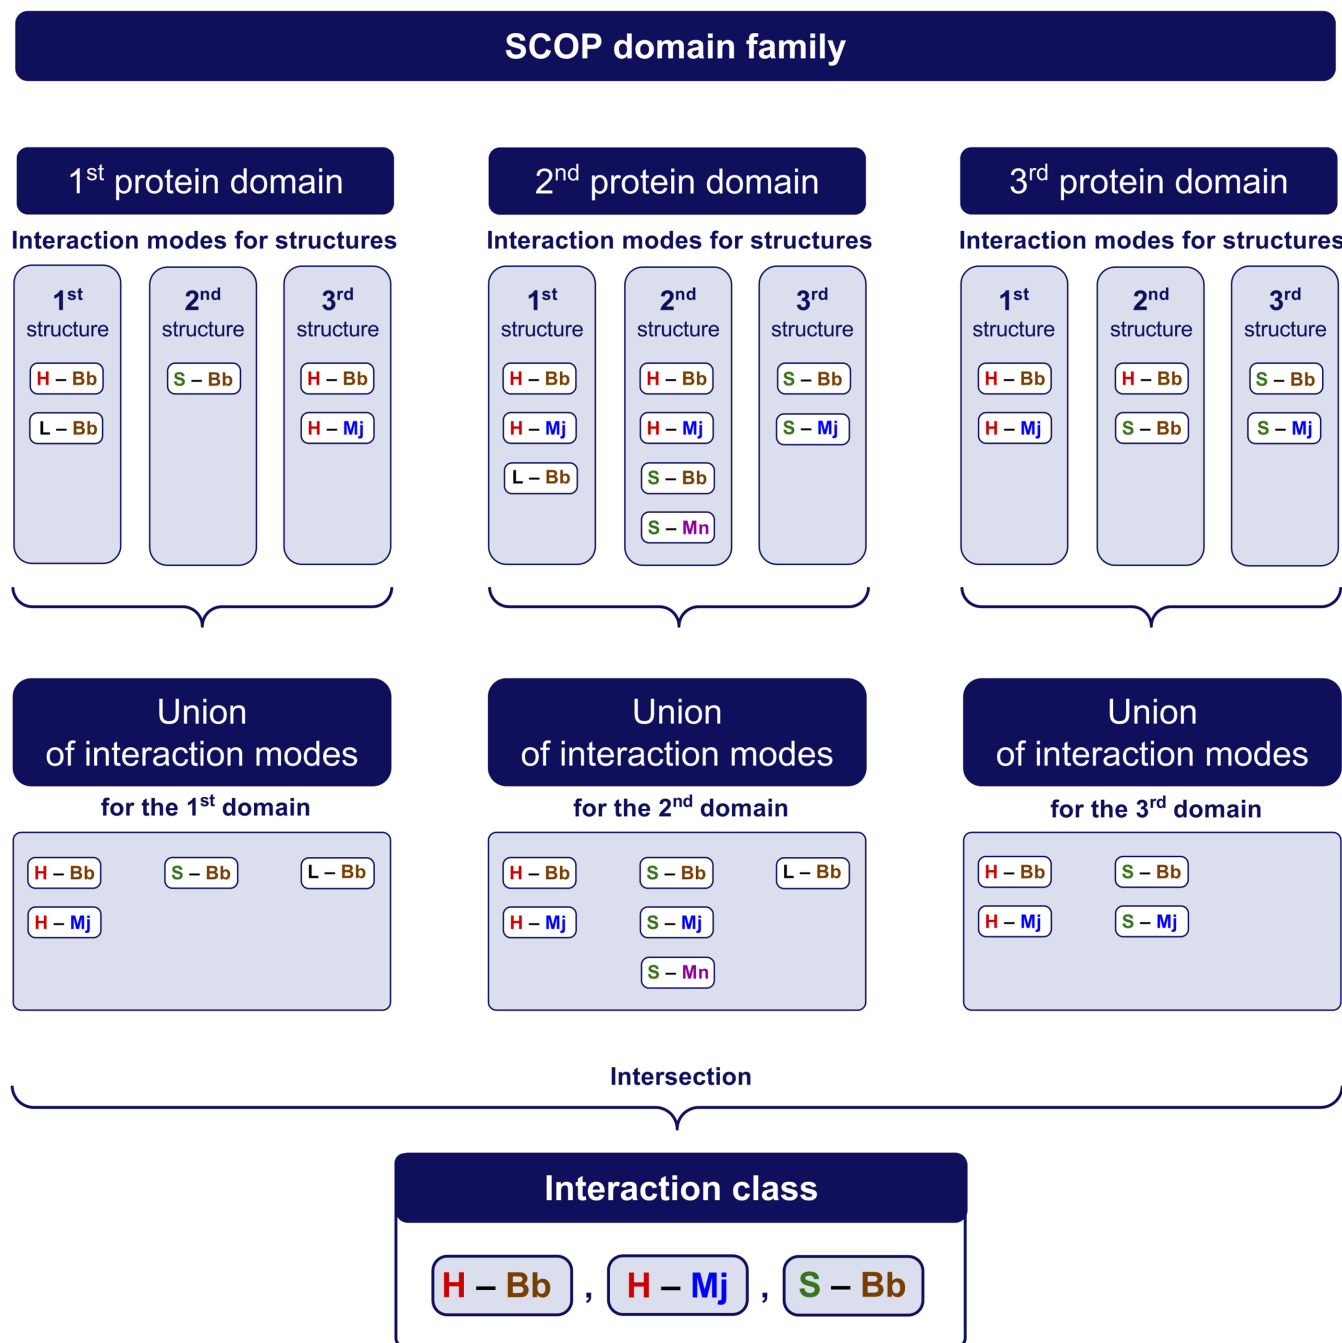 SCOP domain family
1st protein domain
2nd protein domain
3rd protein domain
Interaction modes for structures
Interaction modes for structures
Interaction modes for structures
1st
structure
H – Bb
L – Bb
2nd
structure
S – Bb
3rd
structure
H – Bb
H – Mj
1st
structure
H – Bb
H – Mj
L – Bb
2nd
structure
H – Bb
H – Mj
S – Bb
S – Mn
3rd
structure
S – Bb
S – Mj
1st
structure
H – Bb
H – Mj
2nd
structure
H – Bb
S – Bb
3rd
structure
S – Bb
S – Mj
Union
of interaction modes
for the 1st domain
H – Bb S – Bb L – Bb
H – Mj
Union
of interaction modes
for the 2nd domain
H – Bb S – Bb L – Bb
H – Mj S – Mj
S – Mn
Union
of interaction modes
for the 3rd domain
H – Bb S – Bb
H – Mj S – Mj
Intersection
Interaction class
H – Bb , H – Mj , S – Bb